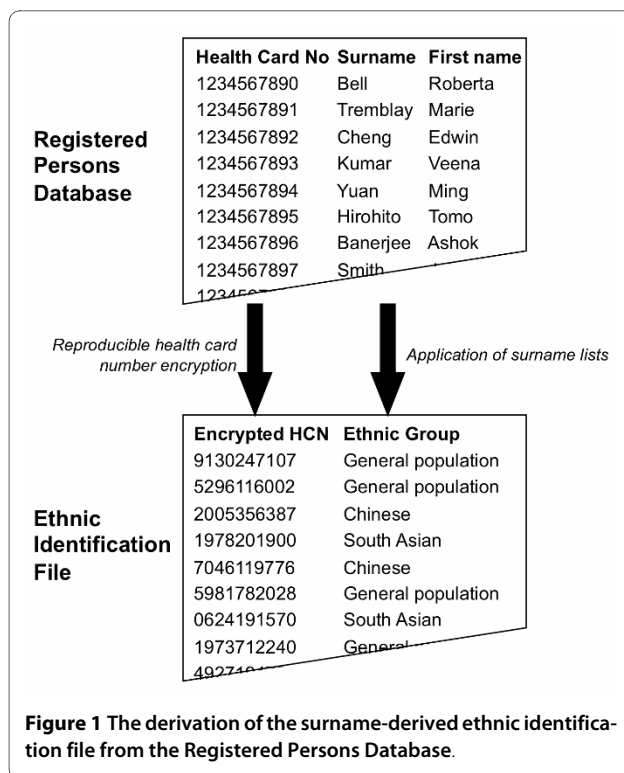 Health Card No Surname First name
1234567890 Bell Roberta
1234567891 Tremblay Marie
1234567892 Cheng Edwin
1234567893 Kumar Veena
1234567894 Yuan Ming
1234567895 Hirohito Tomo
1234567896 Banerjee Ashok
1234567897 Smith
Registered
Persons
Database
Reproducible health card
number encryption
Application of surname lists
Encrypted HCN Ethnic Group
9130247107 General population
5296116002 General population
2005356387 Chinese
1978201900 South Asian
7046119776 Chinese
5981782028 General population
0624191570 South Asian
1973712240 General
Ethnic
Identification
File
Figure 1 The derivation of the surname-derived ethnic identifica-
tion file from the Registered Persons Database.